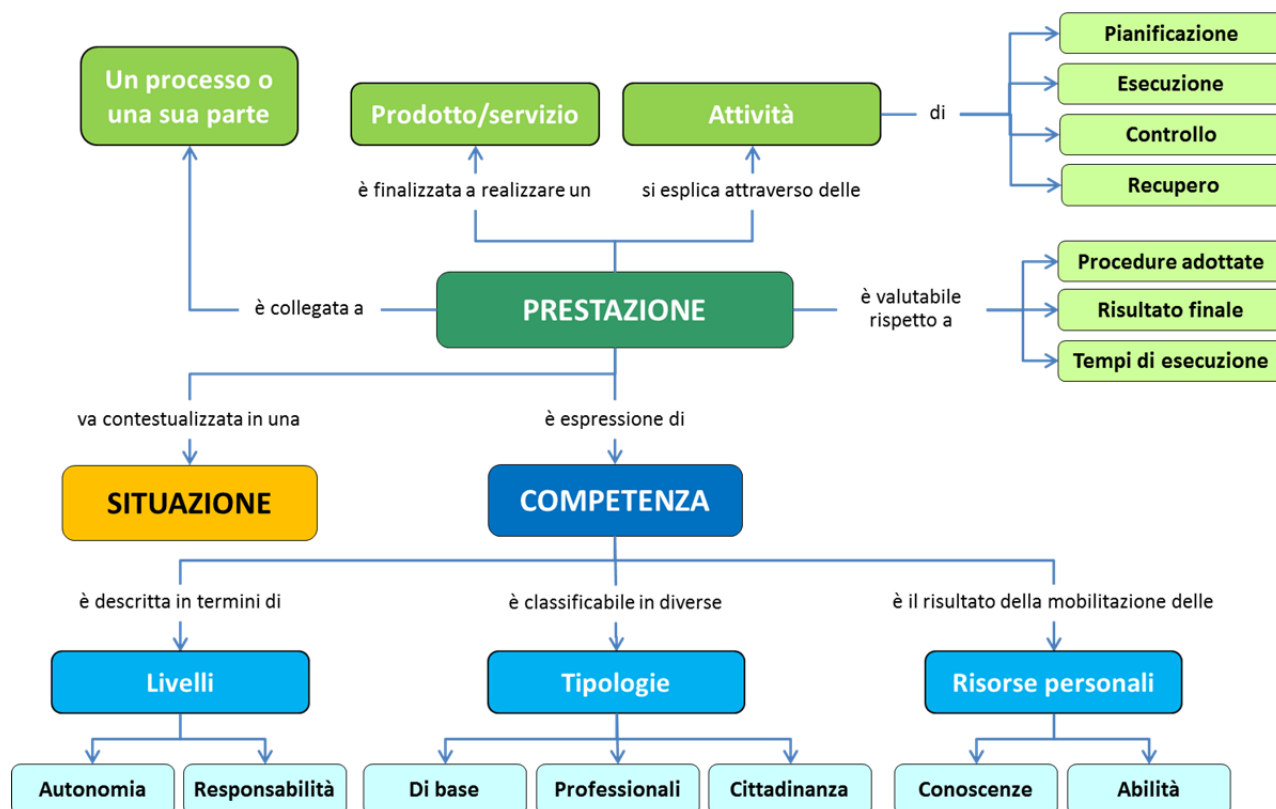 Un processo o
una sua parte
Prodotto/servizio
Attività
di
Pianificazione
Esecuzione
Controllo
Recupero
è finalizzata a realizzare un
si esplica attraverso delle
è collegata a
PRESTAZIONE
è valutabile
rispetto a
Procedure adottate
Risultato finale
Tempi di esecuzione
va contestualizzata in una
è espressione di
SITUAZIONE
COMPETENZA
è descritta in termini di
è classificabile in diverse
è il risultato della mobilitazione delle
Livelli
Tipologie
Risorse personali
Autonomia
Responsabilità
Di base
Professionali
Cittadinanza
Conoscenze
Abilità